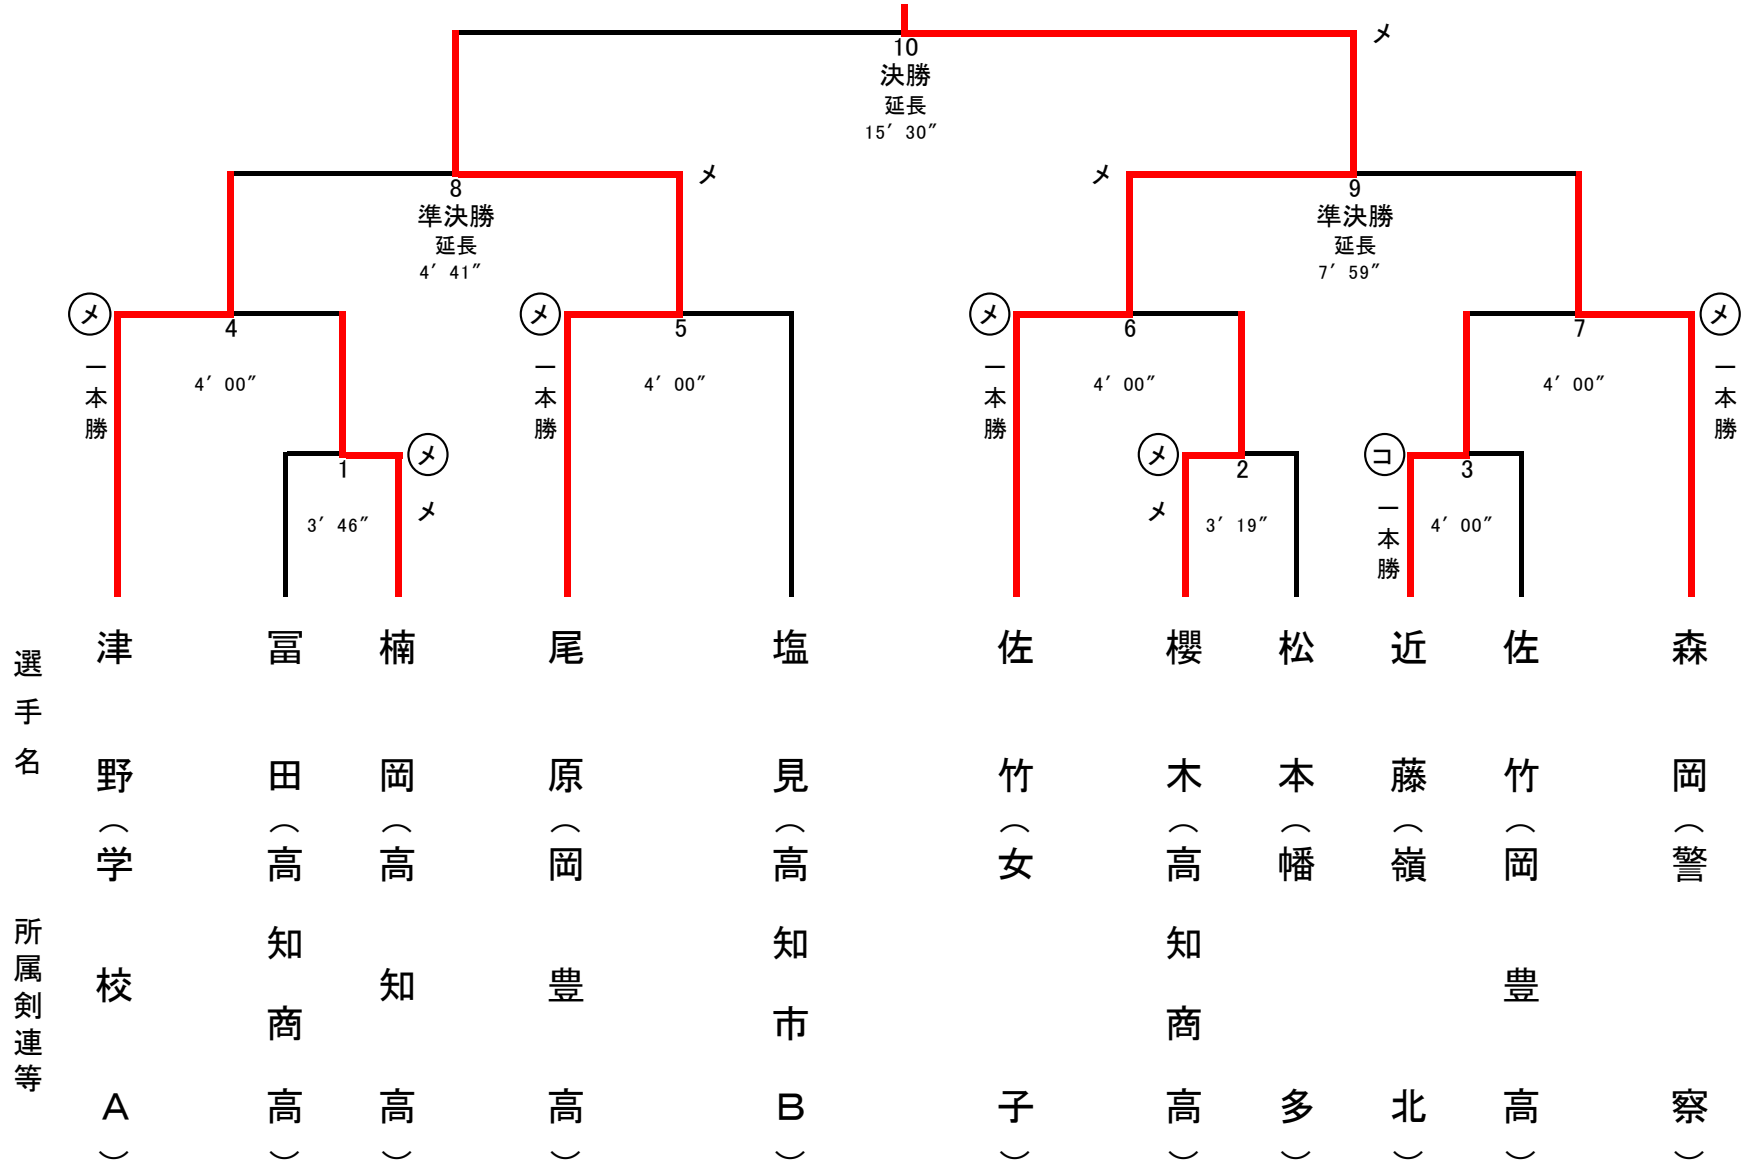 メ
10
決勝
延長
15′30″
メ
8
準決勝
延長
4′41″
メ
9
準決勝
延長
7′59″
メ
一本勝
4
4′00″
メ
一本勝
5
4′00″
メ
一本勝
6
4′00″
7
4′00″
メ
一本勝
1
3′46″
メ
メ
メ
メ
2
3′19″
コ
一本勝
3
4′00″
選手名
所属剣連等
津野（学校A）
冨田（高知商高）
楠岡（高知高）
尾原（岡豊高）
塩見（高知市B）
佐竹（女子）
櫻木（高知商高）
松本（幡多）
近藤（嶺北）
佐竹（岡豊高）
森岡（警察）